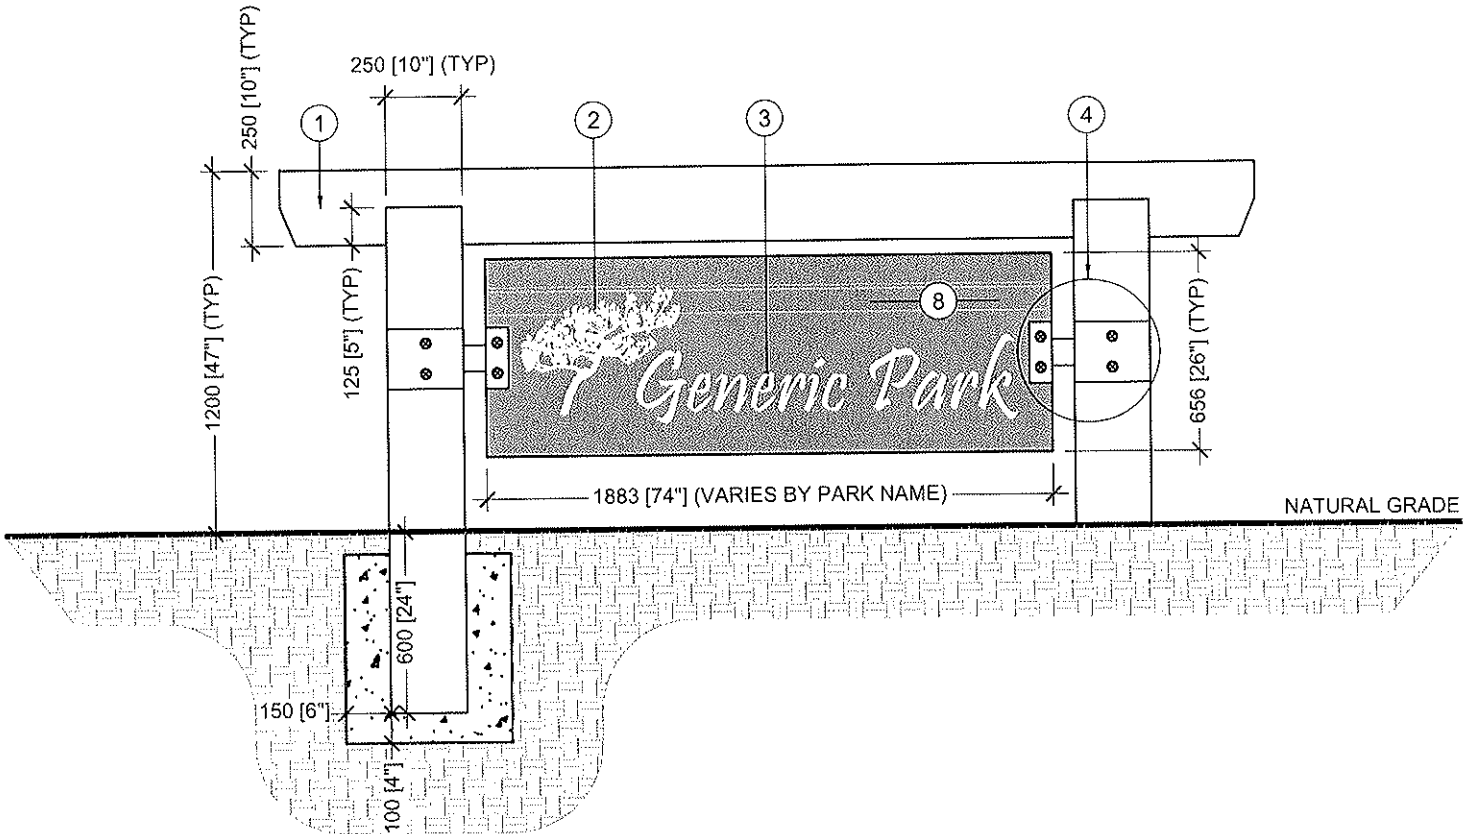 250 [10"] (TYP)
250 [10"] (TYP)
1
2
3
4
125 [5"] (TYP)
1200 [47"] (TYP)
8
Generic Park
656 [26"] (TYP)
1883 [74"] (VARIES BY PARK NAME)
NATURAL GRADE
600 [24"]
150 [6"]
100 [4"]